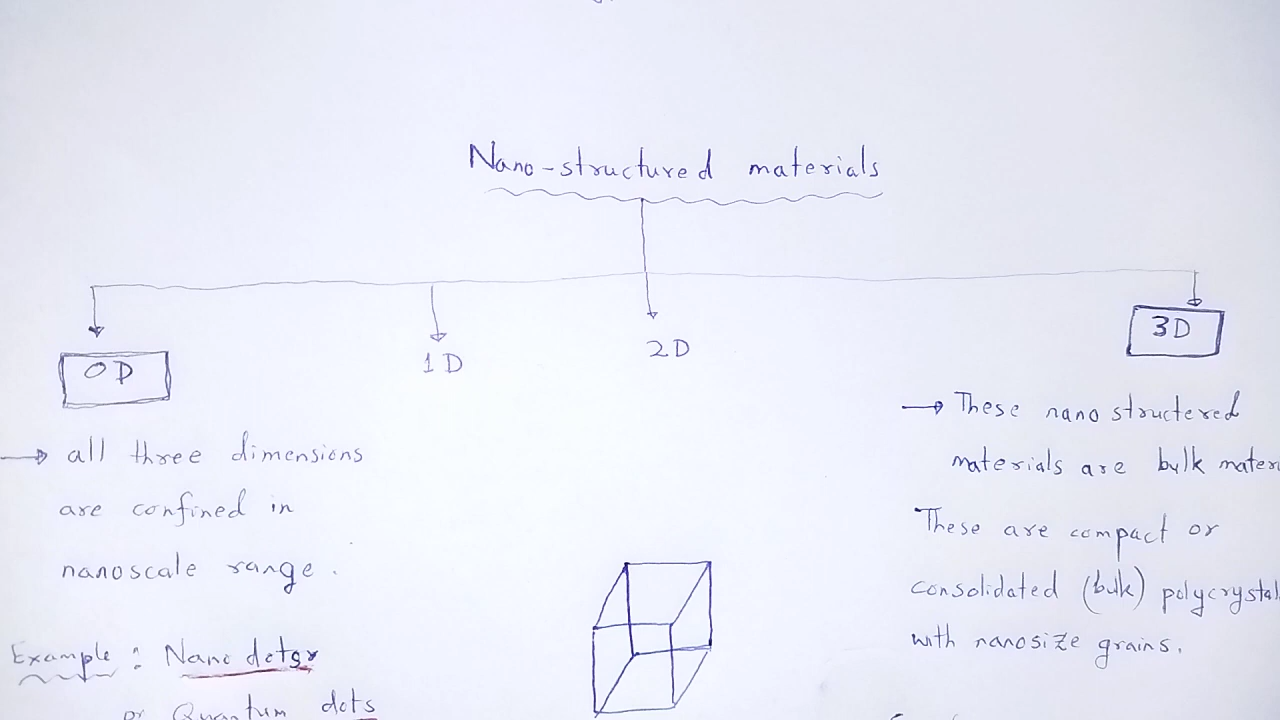 Nano-structured materials
0D
1D
2D
3D
→ all three dimensions
are confined in
nanoscale range.
Example : Nano dots
or Quantum dots
→ These nano structered
materials are bulk mater
These are compact or
consolidated (bulk) polycrystal
with nanosize grains.